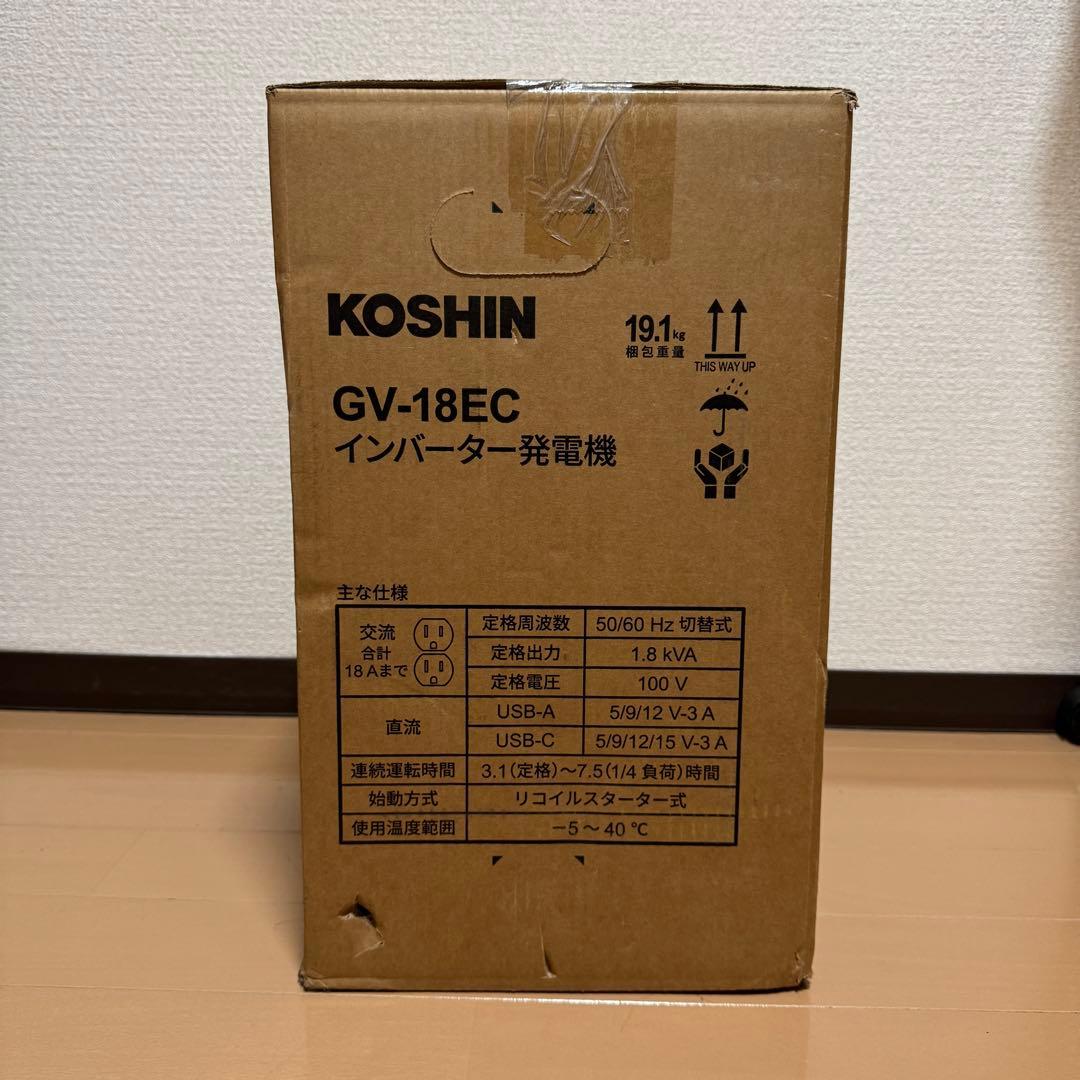 KOSHIN
19.1kg
梱包重量
THIS WAY UP
GV-18EC
インバーター発電機
主な仕様
交流
合計
18Aまで
定格周波数 50/60 Hz 切替式
定格出力 1.8 kVA
定格電圧 100 V
直流
USB-A 5/9/12 V-3 A
USB-C 5/9/12/15 V-3 A
連続運転時間 3.1(定格)～7.5(1/4 負荷)時間
始動方式 リコイルスターター式
使用温度範囲 －5～40 ℃